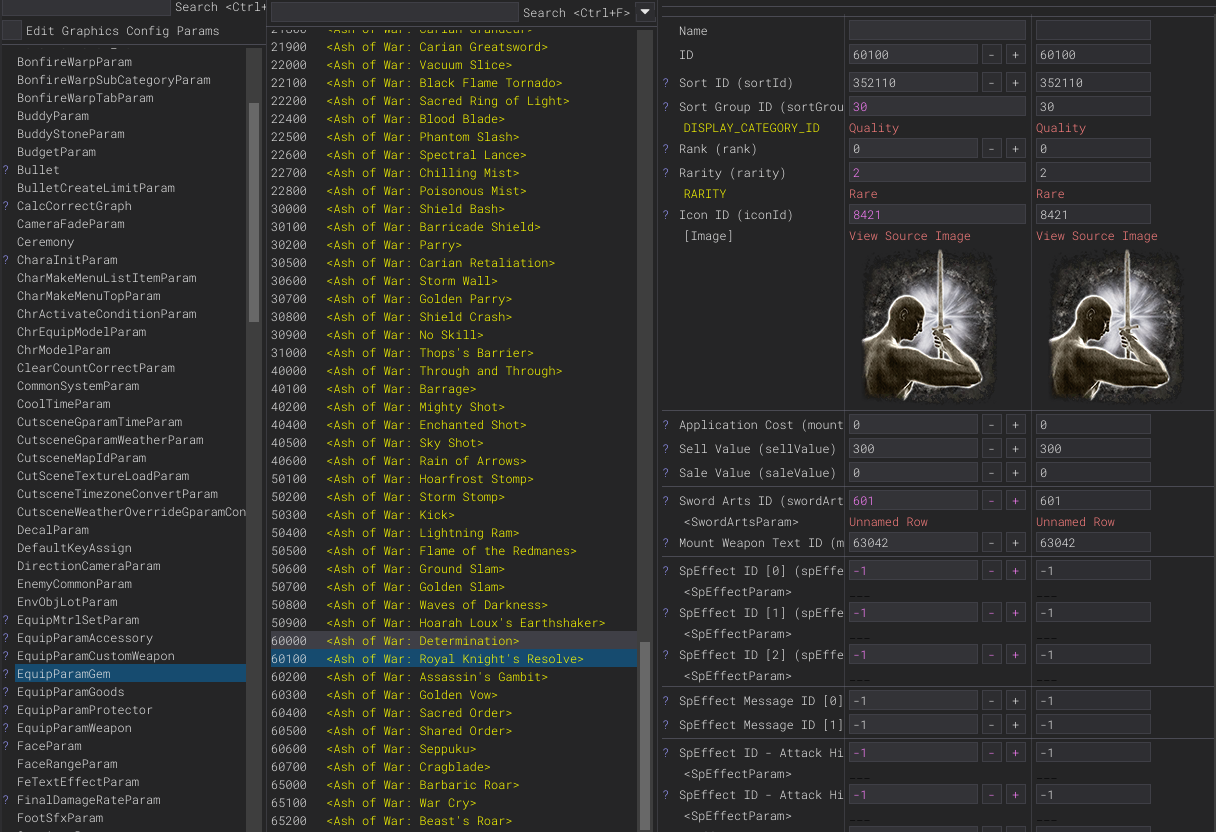 Search <Ctrl+
Edit Graphics Config Params
BonfireWarpParam
BonfireWarpSubCategoryParam
BonfireWarpTabParam
BuddyParam
BuddyStoneParam
BudgetParam
? Bullet
BulletCreateLimitParam
? CalcCorrectGraph
CameraFadeParam
Ceremony
? CharaInitParam
CharMakeMenuListItemParam
CharMakeMenuTopParam
ChrActivateConditionParam
ChrEquipModelParam
ChrModelParam
ClearCountCorrectParam
CommonSystemParam
CoolTimeParam
CutsceneGparamTimeParam
CutsceneGparamWeatherParam
CutsceneMapIdParam
CutSceneTextureLoadParam
CutsceneTimezoneConvertParam
CutsceneWeatherOverrideGparamCon
DecalParam
DefaultKeyAssign
DirectionCameraParam
EnemyCommonParam
EnvObjLotParam
? EquipMtrlSetParam
? EquipParamAccessory
? EquipParamCustomWeapon
? EquipParamGem
? EquipParamGoods
? EquipParamProtector
? EquipParamWeapon
? FaceParam
FaceRangeParam
FeTextEffectParam
? FinalDamageRateParam
FootSfxParam
Search <Ctrl+F>
21800 <Ash of War: Carian Grandeur>
21900 <Ash of War: Carian Greatsword>
22000 <Ash of War: Vacuum Slice>
22100 <Ash of War: Black Flame Tornado>
22200 <Ash of War: Sacred Ring of Light>
22400 <Ash of War: Blood Blade>
22500 <Ash of War: Phantom Slash>
22600 <Ash of War: Spectral Lance>
22700 <Ash of War: Chilling Mist>
22800 <Ash of War: Poisonous Mist>
30000 <Ash of War: Shield Bash>
30100 <Ash of War: Barricade Shield>
30200 <Ash of War: Parry>
30500 <Ash of War: Carian Retaliation>
30600 <Ash of War: Storm Wall>
30700 <Ash of War: Golden Parry>
30800 <Ash of War: Shield Crash>
30900 <Ash of War: No Skill>
31000 <Ash of War: Thops's Barrier>
40000 <Ash of War: Through and Through>
40100 <Ash of War: Barrage>
40200 <Ash of War: Mighty Shot>
40400 <Ash of War: Enchanted Shot>
40500 <Ash of War: Sky Shot>
40600 <Ash of War: Rain of Arrows>
50100 <Ash of War: Hoarfrost Stomp>
50200 <Ash of War: Storm Stomp>
50300 <Ash of War: Kick>
50400 <Ash of War: Lightning Ram>
50500 <Ash of War: Flame of the Redmanes>
50600 <Ash of War: Ground Slam>
50700 <Ash of War: Golden Slam>
50800 <Ash of War: Waves of Darkness>
50900 <Ash of War: Hoarah Loux's Earthshaker>
60000 <Ash of War: Determination>
60100 <Ash of War: Royal Knight's Resolve>
60200 <Ash of War: Assassin's Gambit>
60300 <Ash of War: Golden Vow>
60400 <Ash of War: Sacred Order>
60500 <Ash of War: Shared Order>
60600 <Ash of War: Seppuku>
60700 <Ash of War: Cragblade>
65000 <Ash of War: Barbaric Roar>
65100 <Ash of War: War Cry>
65200 <Ash of War: Beast's Roar>
Name
ID 60100 - + 60100
? Sort ID (sortId) 352110 - + 352110
? Sort Group ID (sortGrou 30 30
DISPLAY_CATEGORY_ID Quality Quality
? Rank (rank) 0 - + 0
? Rarity (rarity) 2 2
RARITY Rare Rare
? Icon ID (iconId) 8421 8421
[Image] View Source Image View Source Image
? Application Cost (mount 0 - + 0
? Sell Value (sellValue) 300 - + 300
? Sale Value (saleValue) 0 - + 0
? Sword Arts ID (swordArt 601 - + 601
<SwordArtsParam> Unnamed Row Unnamed Row
? Mount Weapon Text ID (m 63042 - + 63042
? SpEffect ID [0] (spEffe -1 - + -1
<SpEffectParam> ___ ___
? SpEffect ID [1] (spEffe -1 - + -1
<SpEffectParam> ___ ___
? SpEffect ID [2] (spEffe -1 - + -1
<SpEffectParam> ___ ___
? SpEffect Message ID [0] -1 - + -1
? SpEffect Message ID [1] -1 - + -1
? SpEffect ID - Attack Hi -1 - + -1
<SpEffectParam> ___ ___
? SpEffect ID - Attack Hi -1 - + -1
<SpEffectParam> ___ ___